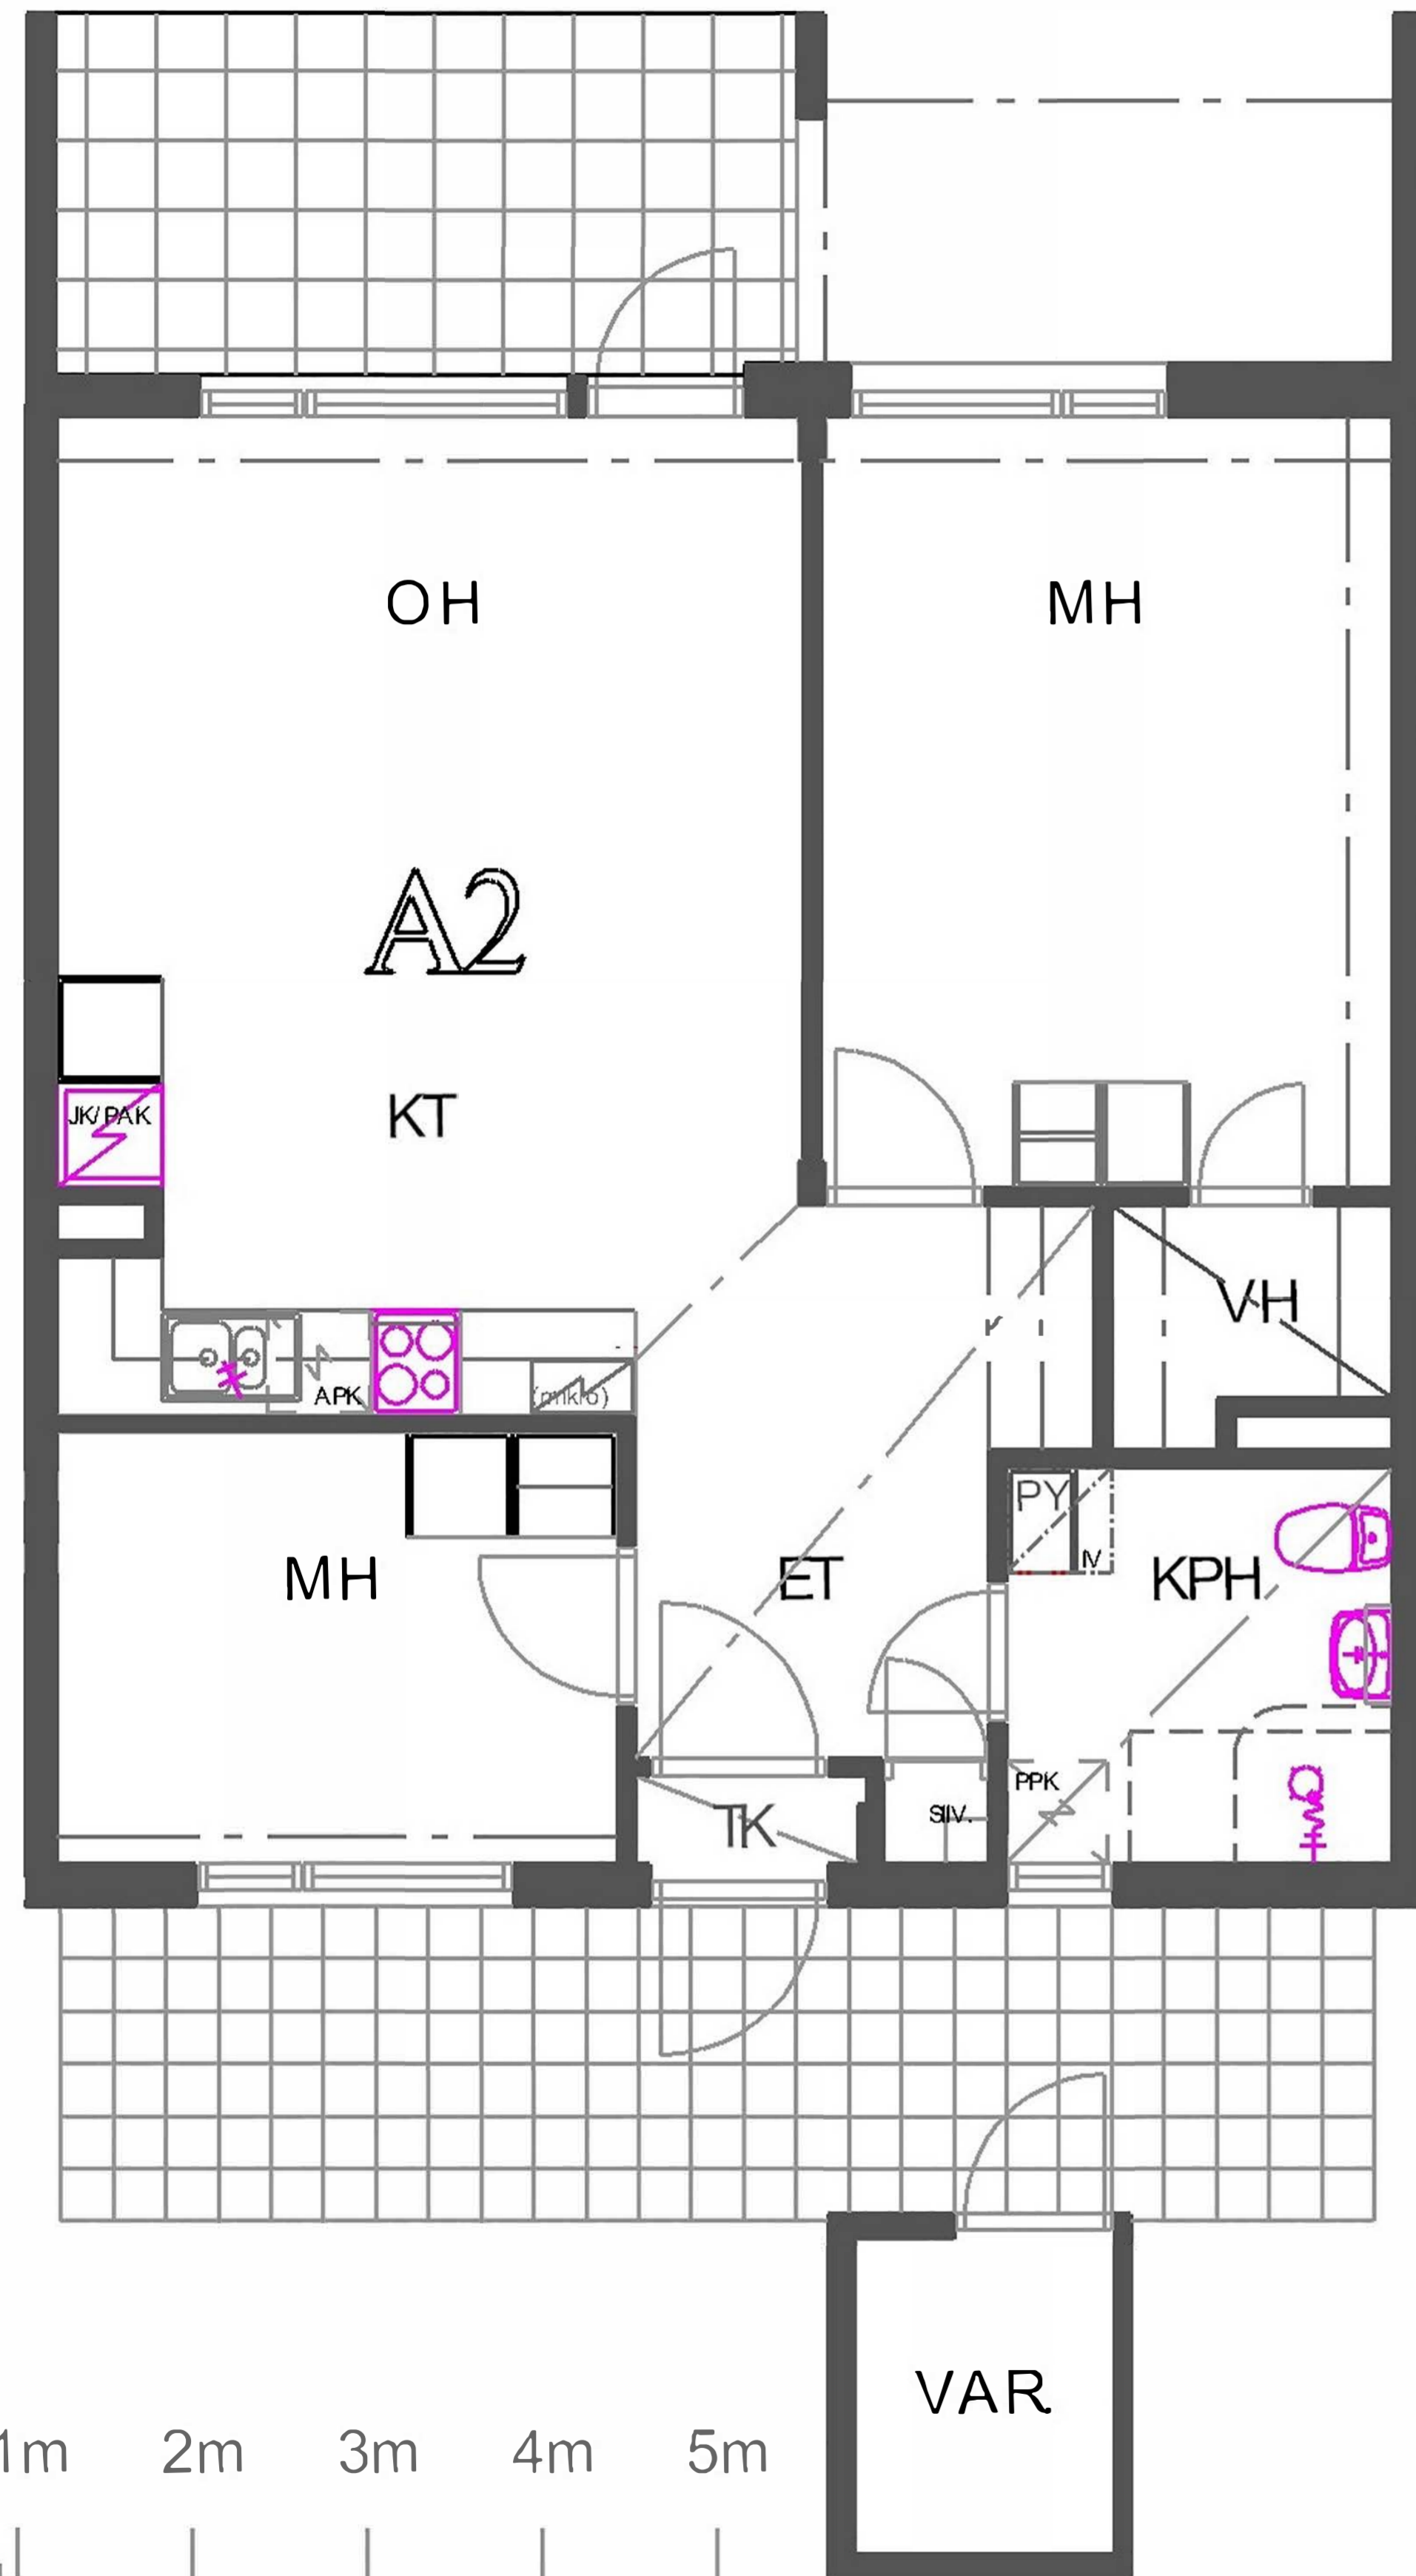 OH
MH
A2
JK/PAK
KT
VH
APK
(mikro)
PY
IV
MH
ET
KPH
PPK
TK
SIIV.
VAR.
1m 2m 3m 4m 5m